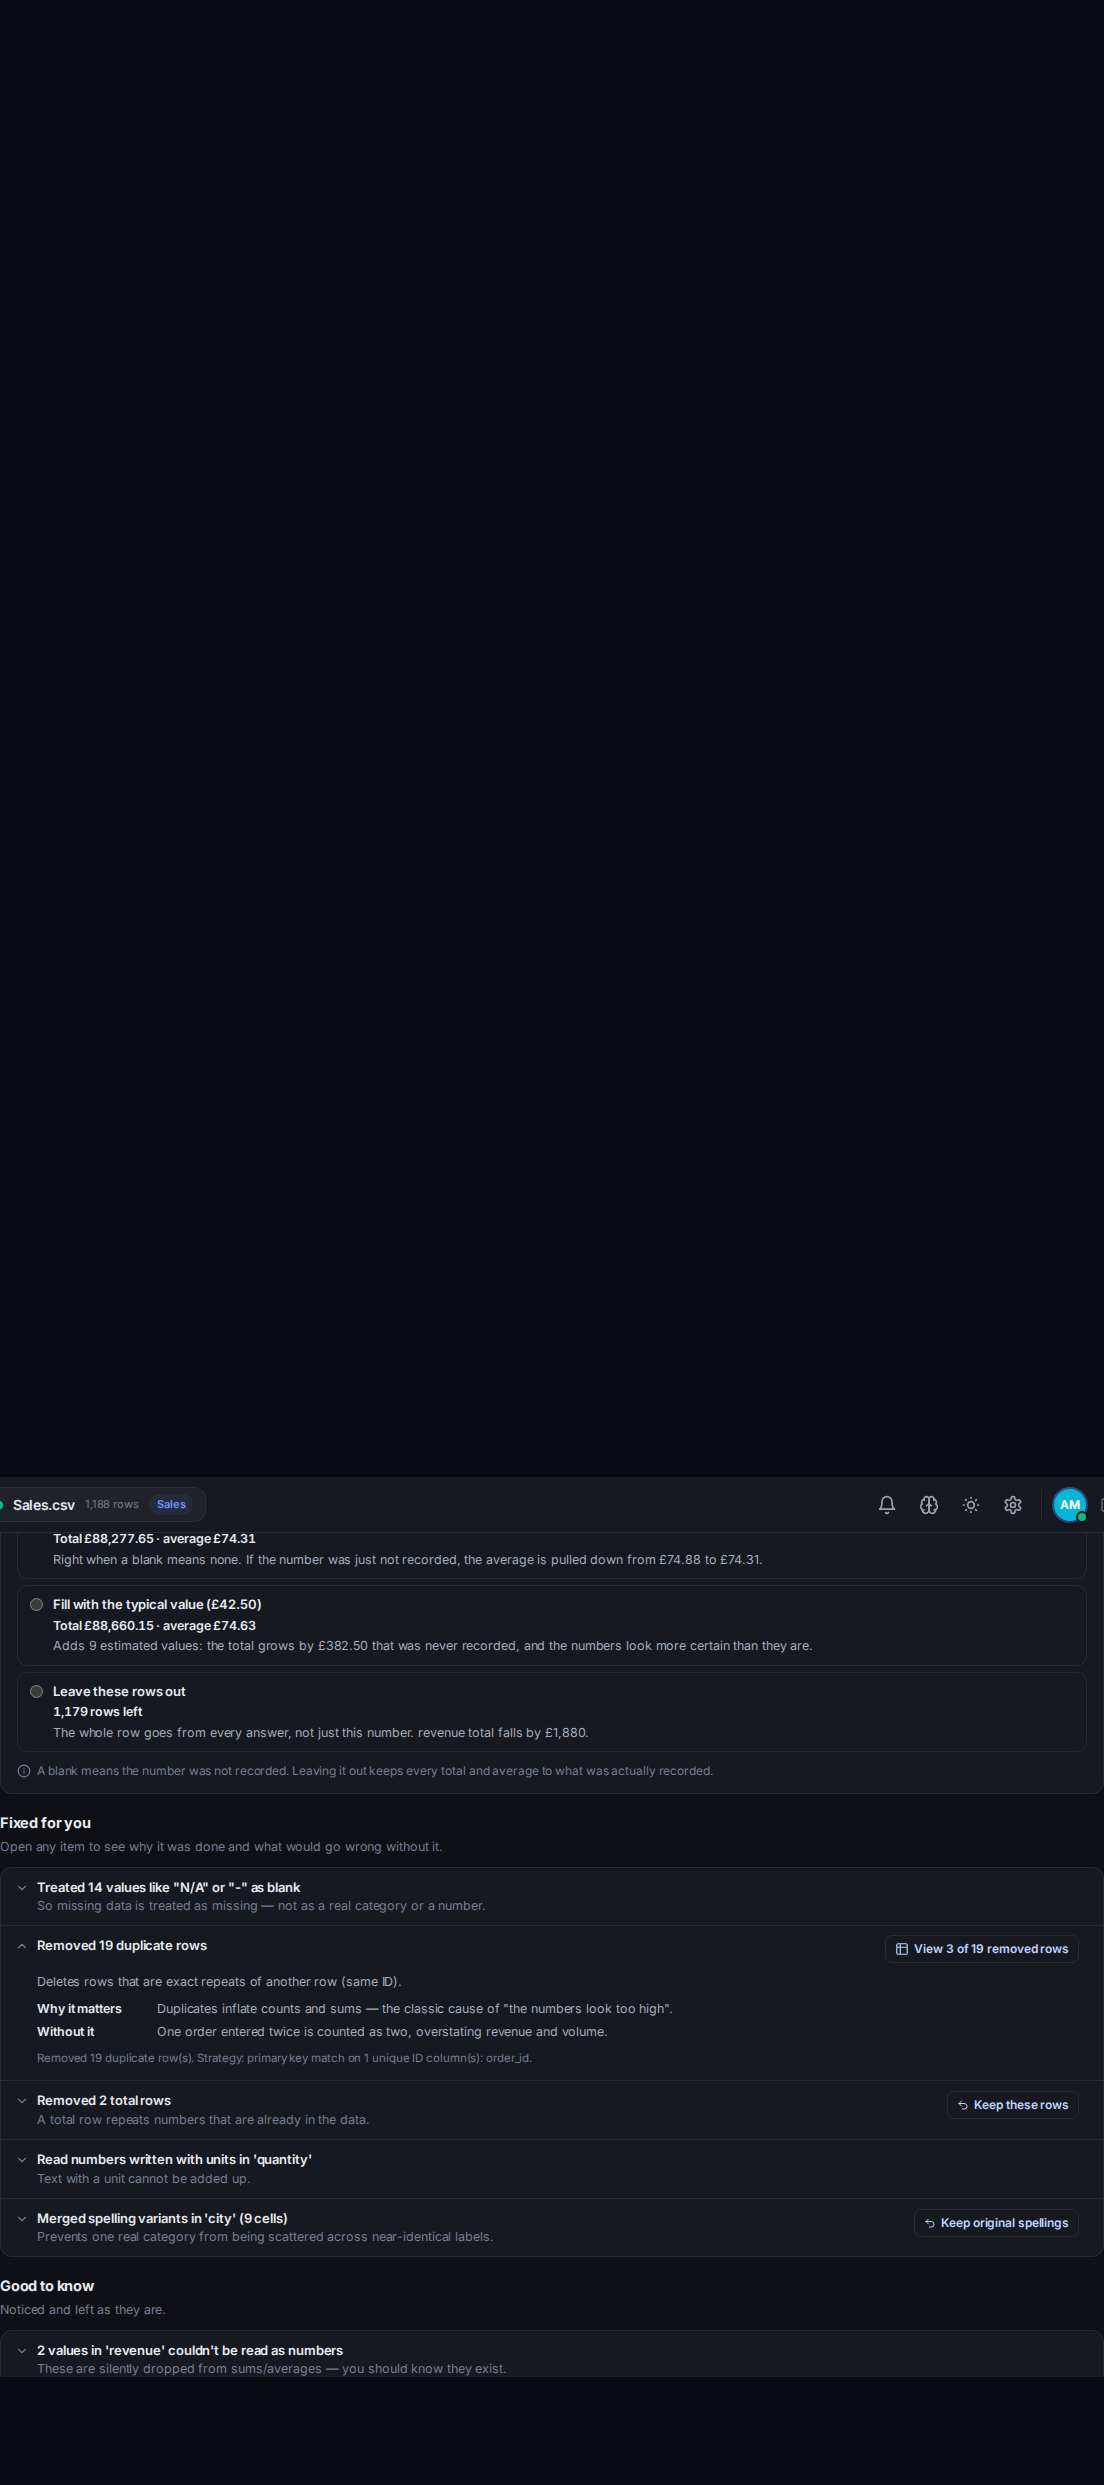 Sales.csv 1,188 rows Sales AM
Total £88,277.65 · average £74.31
Right when a blank means none. If the number was just not recorded, the average is pulled down from £74.88 to £74.31.
Fill with the typical value (£42.50)
Total £88,660.15 · average £74.63
Adds 9 estimated values: the total grows by £382.50 that was never recorded, and the numbers look more certain than they are.
Leave these rows out
1,179 rows left
The whole row goes from every answer, not just this number. revenue total falls by £1,880.
A blank means the number was not recorded. Leaving it out keeps every total and average to what was actually recorded.
Fixed for you
Open any item to see why it was done and what would go wrong without it.
Treated 14 values like "N/A" or "-" as blank
So missing data is treated as missing — not as a real category or a number.
Removed 19 duplicate rows
View 3 of 19 removed rows
Deletes rows that are exact repeats of another row (same ID).
Why it matters Duplicates inflate counts and sums — the classic cause of "the numbers look too high".
Without it One order entered twice is counted as two, overstating revenue and volume.
Removed 19 duplicate row(s). Strategy: primary key match on 1 unique ID column(s): order_id.
Removed 2 total rows
Keep these rows
A total row repeats numbers that are already in the data.
Read numbers written with units in 'quantity'
Text with a unit cannot be added up.
Merged spelling variants in 'city' (9 cells)
Keep original spellings
Prevents one real category from being scattered across near-identical labels.
Good to know
Noticed and left as they are.
2 values in 'revenue' couldn't be read as numbers
These are silently dropped from sums/averages — you should know they exist.